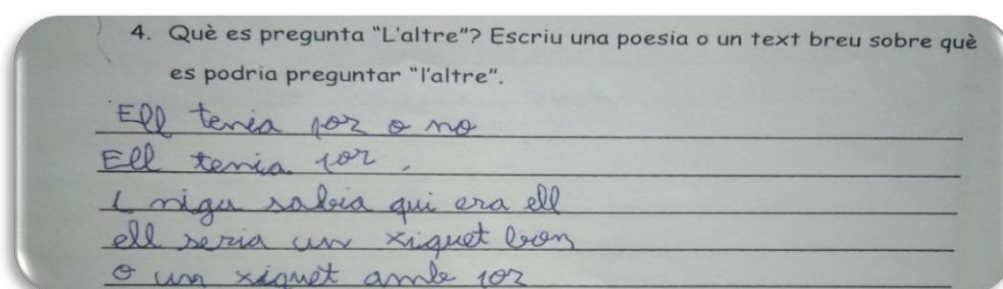 4. Què es pregunta "L'altre"? Escriu una poesia o un text breu sobre què
es podria preguntar "l'altre".
Ell tenia por o no
Ell tenia por,
i nigu sabia qui era ell
ell seria un xiquet bon
o un xiquet amb por